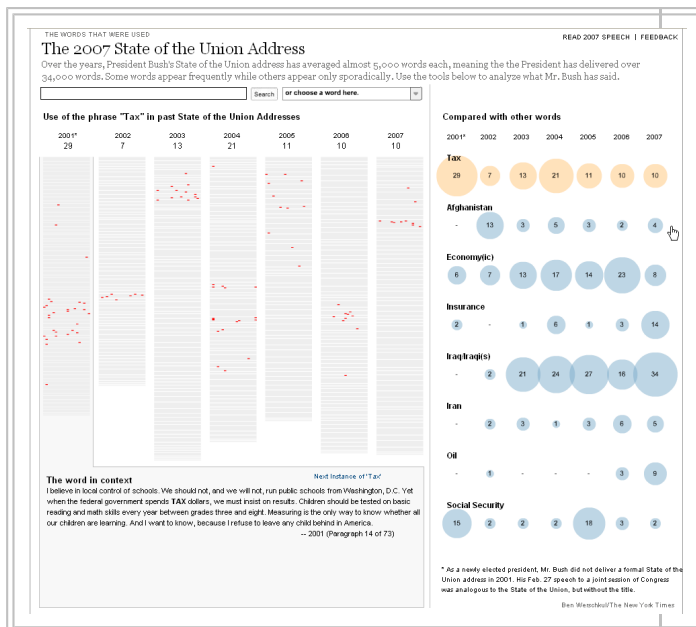 THE WORDS THAT WERE USED
READ 2007 SPEECH | FEEDBACK
The 2007 State of the Union Address
Over the years, President Bush's State of the Union address has averaged almost 5,000 words each, meaning the the President has delivered over
34,000 words. Some words appear frequently while others appear only sporadically. Use the tools below to analyze what Mr. Bush has said.
Search
or choose a word here.
Use of the phrase "Tax" in past State of the Union Addresses
2001* 2002 2003 2004 2005 2006 2007
29 7 13 21 11 10 10
The word in context
Next Instance of 'Tax'
I believe in local control of schools. We should not, and we will not, run public schools from Washington, D.C. Yet
when the federal government spends TAX dollars, we must insist on results. Children should be tested on basic
reading and math skills every year between grades three and eight. Measuring is the only way to know whether all
our children are learning. And I want to know, because I refuse to leave any child behind in America.
-- 2001 (Paragraph 14 of 73)
Compared with other words
2001* 2002 2003 2004 2005 2006 2007
Tax
29 7 13 21 11 10 10
Afghanistan
- 13 3 5 3 2 4
Economy(ic)
6 7 13 17 14 23 8
Insurance
2 - 1 6 1 3 14
Iraq/Iraqi(s)
- 2 21 24 27 16 34
Iran
- 2 3 1 3 6 5
Oil
- 1 - - - 3 9
Social Security
15 2 2 2 18 3 2
* As a newly elected president, Mr. Bush did not deliver a formal State of the
Union address in 2001. His Feb. 27 speech to a joint session of Congress
was analogous to the State of the Union, but without the title.
Ben Werschkul/The New York Times